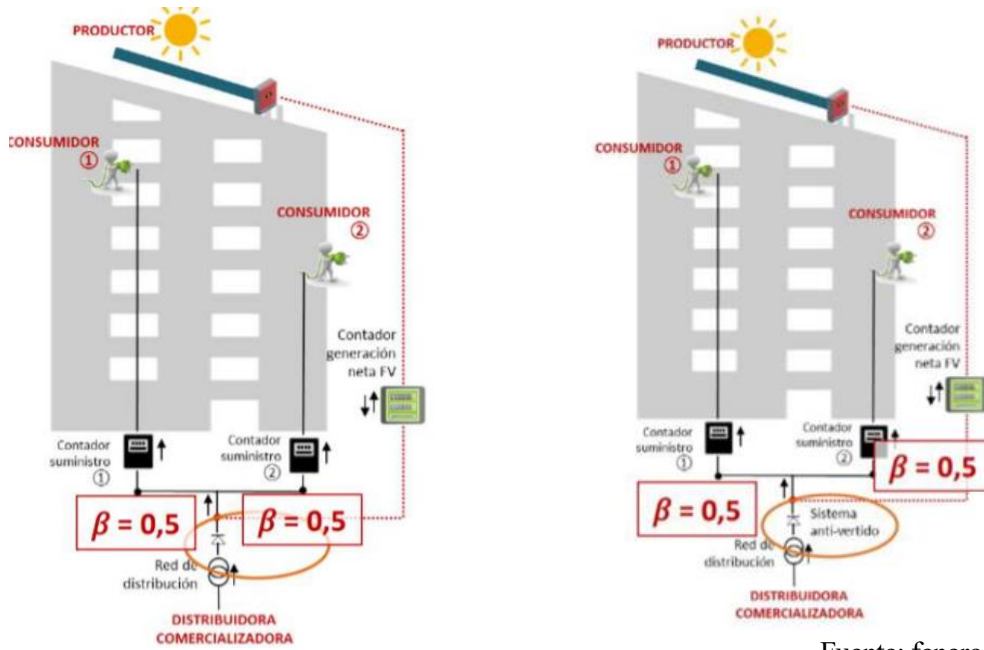 PRODUCTOR
CONSUMIDOR
①
CONSUMIDOR
②
Contador
generación
neta FV
Contador
suministro
①
Contador
suministro
②
β = 0,5
β = 0,5
Red de
distribución
DISTRIBUIDORA
COMERCIALIZADORA
PRODUCTOR
CONSUMIDOR
①
CONSUMIDOR
②
Contador
generación
neta FV
Contador
suministro
①
Contador
suministro
②
β = 0,5
β = 0,5
Sistema
anti-vertido
Red de
distribución
DISTRIBUIDORA
COMERCIALIZADORA